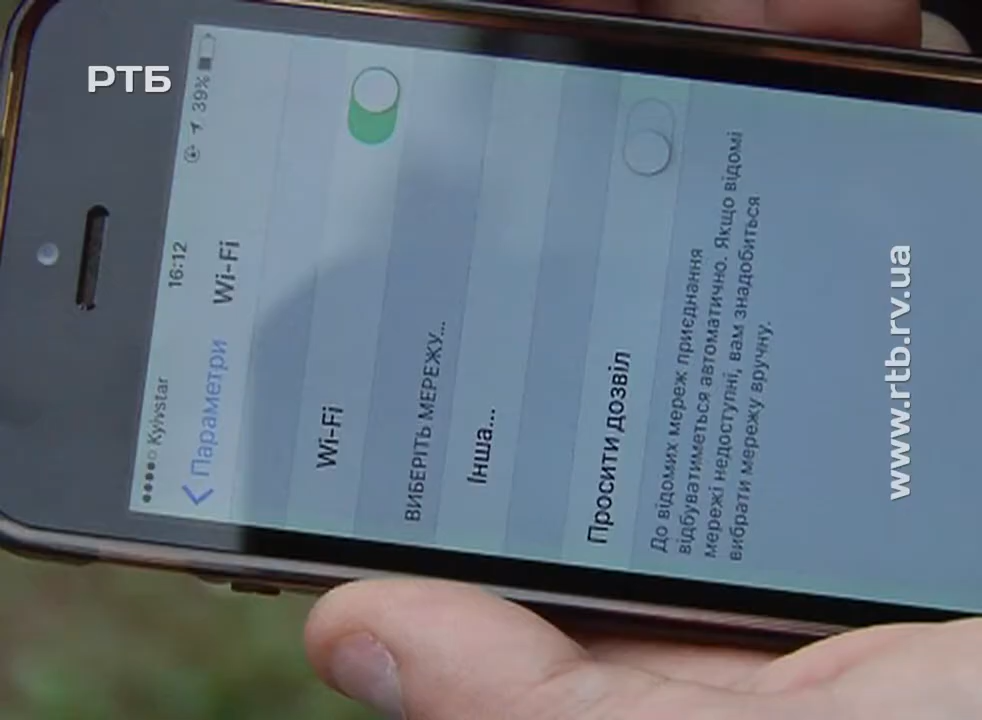 РТБ
●●●●○ Kyivstar 16:12 39%
Параметри Wi-Fi
Wi-Fi
ВИБЕРІТЬ МЕРЕЖУ...
Інша...
Просити дозвіл
До відомих мереж приєднання
відбуватиметься автоматично. Якщо відомі
мережі недоступні, вам знадобиться
вибрати мережу вручну.
www.rtb.rv.ua